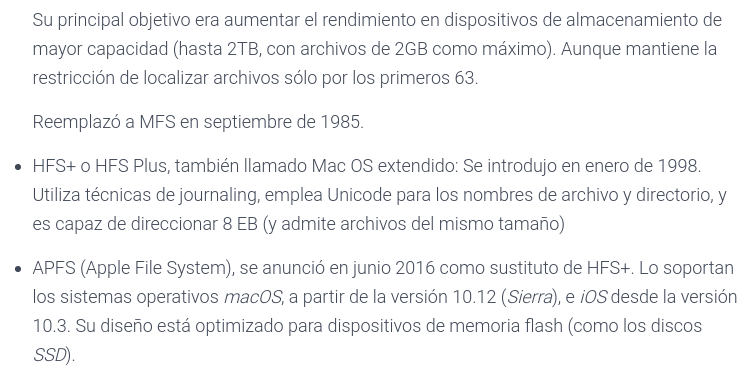 Su principal objetivo era aumentar el rendimiento en dispositivos de almacenamiento de
mayor capacidad (hasta 2TB, con archivos de 2GB como máximo). Aunque mantiene la
restricción de localizar archivos sólo por los primeros 63.
Reemplazó a MFS en septiembre de 1985.
• HFS+ o HFS Plus, también llamado Mac OS extendido: Se introdujo en enero de 1998.
Utiliza técnicas de journaling, emplea Unicode para los nombres de archivo y directorio, y
es capaz de direccionar 8 EB (y admite archivos del mismo tamaño)
• APFS (Apple File System), se anunció en junio 2016 como sustituto de HFS+. Lo soportan
los sistemas operativos macOS, a partir de la versión 10.12 (Sierra), e iOS desde la versión
10.3. Su diseño está optimizado para dispositivos de memoria flash (como los discos
SSD).